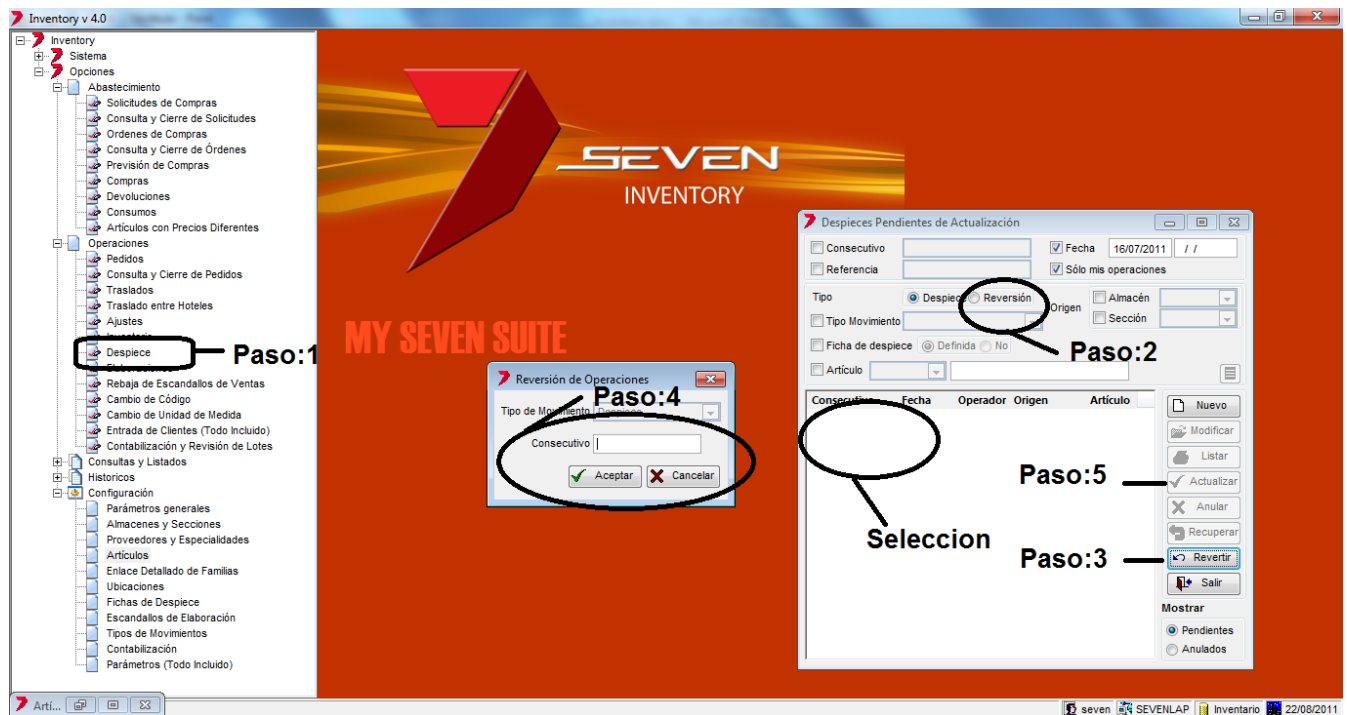 Inventory v 4.0
Inventory
Sistema
Opciones
Abastecimiento
Solicitudes de Compras
Consulta y Cierre de Solicitudes
Ordenes de Compras
Consulta y Cierre de Órdenes
Previsión de Compras
Compras
Devoluciones
Consumos
Artículos con Precios Diferentes
Operaciones
Pedidos
Consulta y Cierre de Pedidos
Traslados
Traslado entre Hoteles
Ajustes
Despiece
Paso:1
Rebaja de Escandallos de Ventas
Cambio de Código
Cambio de Unidad de Medida
Entrada de Clientes (Todo Incluido)
Contabilización y Revisión de Lotes
Consultas y Listados
Historicos
Configuración
Parámetros generales
Almacenes y Secciones
Proveedores y Especialidades
Artículos
Enlace Detallado de Familias
Ubicaciones
Fichas de Despiece
Escandallos de Elaboración
Tipos de Movimientos
Contabilización
Parámetros (Todo Incluido)
SEVEN
INVENTORY
MY SEVEN SUITE
Reversión de Operaciones
Paso:4
Tipo de Movimiento Despiece
Consecutivo
Aceptar Cancelar
Despieces Pendientes de Actualización
Consecutivo Fecha 16/07/2011 / /
Referencia Sólo mis operaciones
Tipo Despiece Reversión Origen Almacén
Tipo Movimiento Sección
Paso:2
Ficha de despiece Definida No
Artículo
Consecutivo Fecha Operador Origen Artículo
Nuevo
Modificar
Listar
Paso:5
Actualizar
Anular
Seleccion
Recuperar
Paso:3
Revertir
Salir
Mostrar
Pendientes
Anulados
Artí...
seven SEVENLAP Inventario 22/08/2011